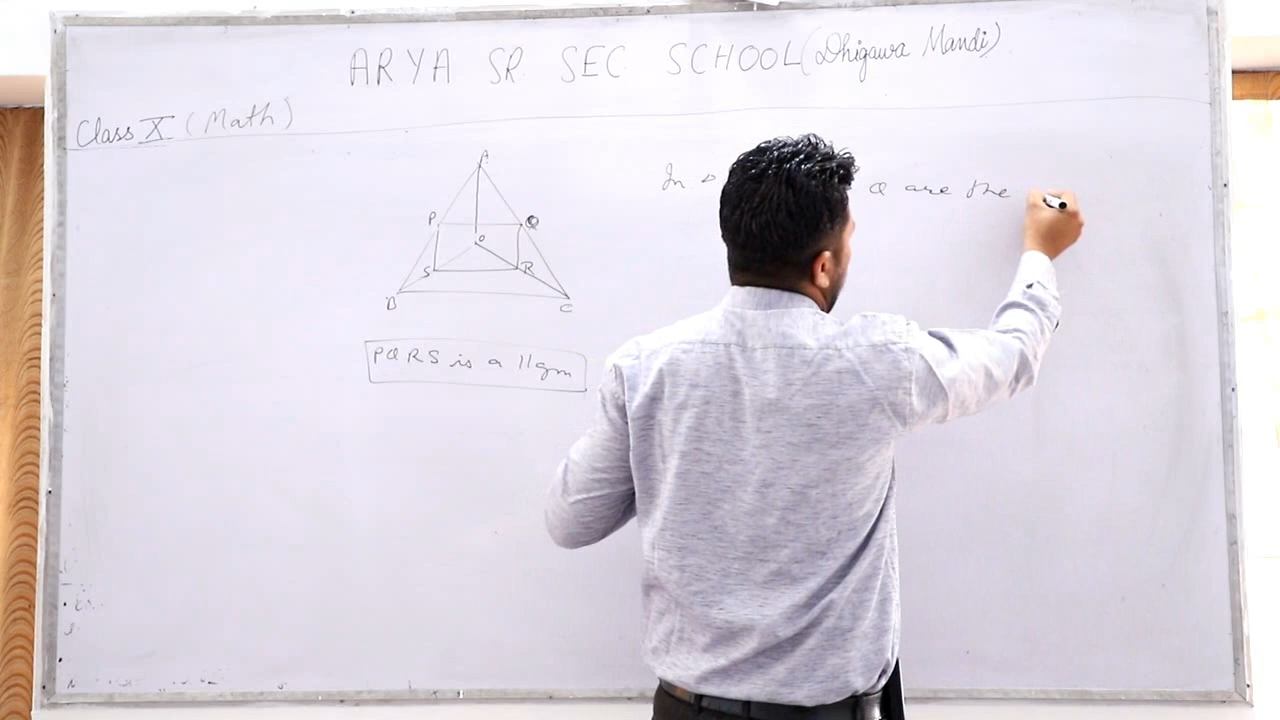 ARYA SR SEC SCHOOL (Dhigawa Mandi)
Class X (Math)
A
In Q are the
P Q
O
S R
B C
PQRS is a ||gm